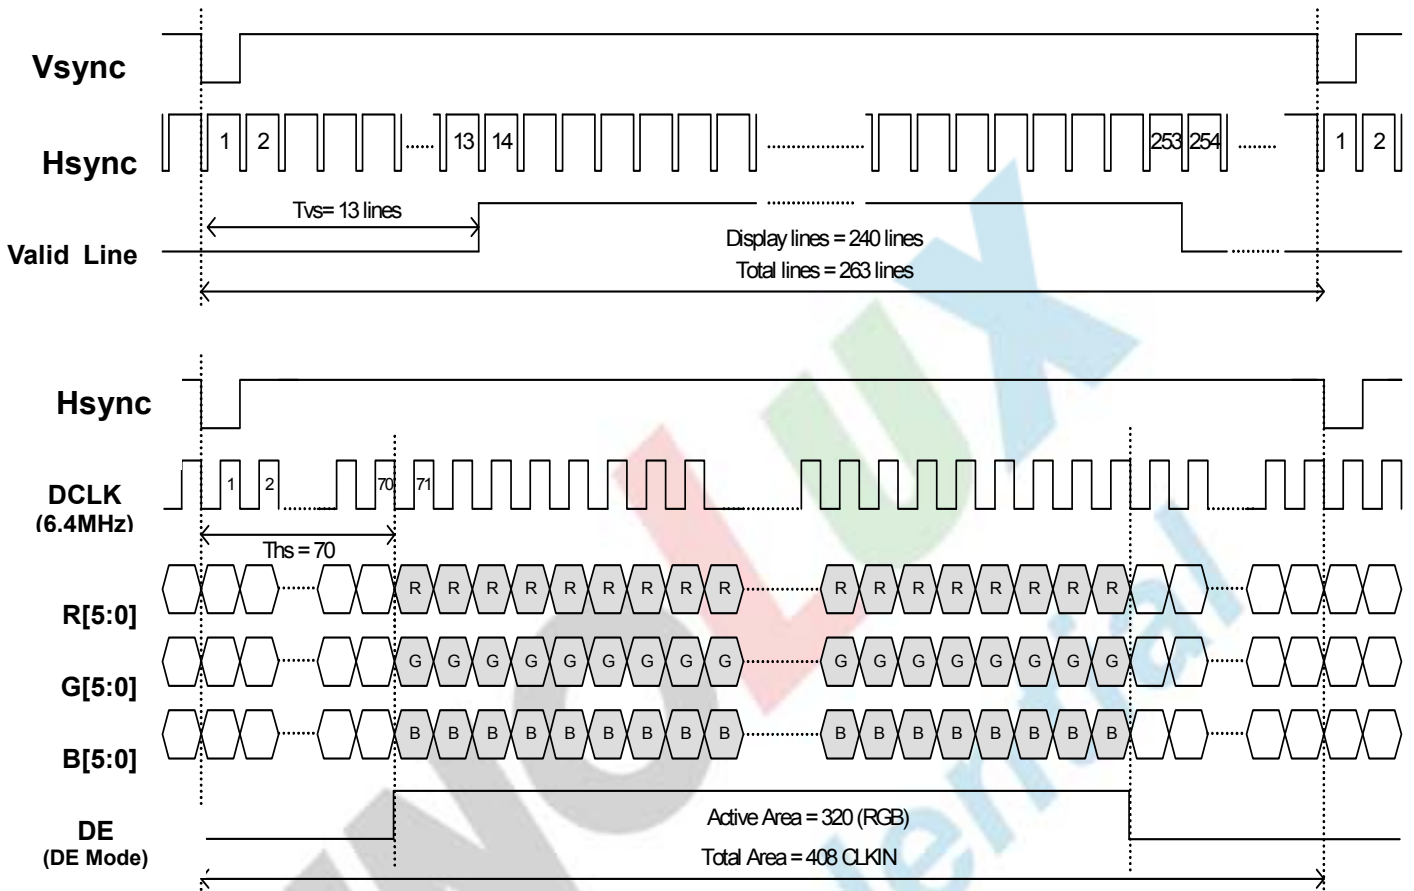 Vsync
Hsync
1 2 ...... 13 14 ................. 253 254 ....... 1 2
Tvs= 13 lines
Valid Line
Display lines = 240 lines
Total lines = 263 lines
Hsync
DCLK
(6.4MHz)
1 2 70 71
Ths = 70
R[5:0]
R R R R R R R R R R R R R R R R R
G[5:0]
G G G G G G G G G G G G G G G G G
B[5:0]
B B B B B B B B B B B B B B B B B
DE
(DE Mode)
Active Area = 320 (RGB)
Total Area = 408 CLKIN